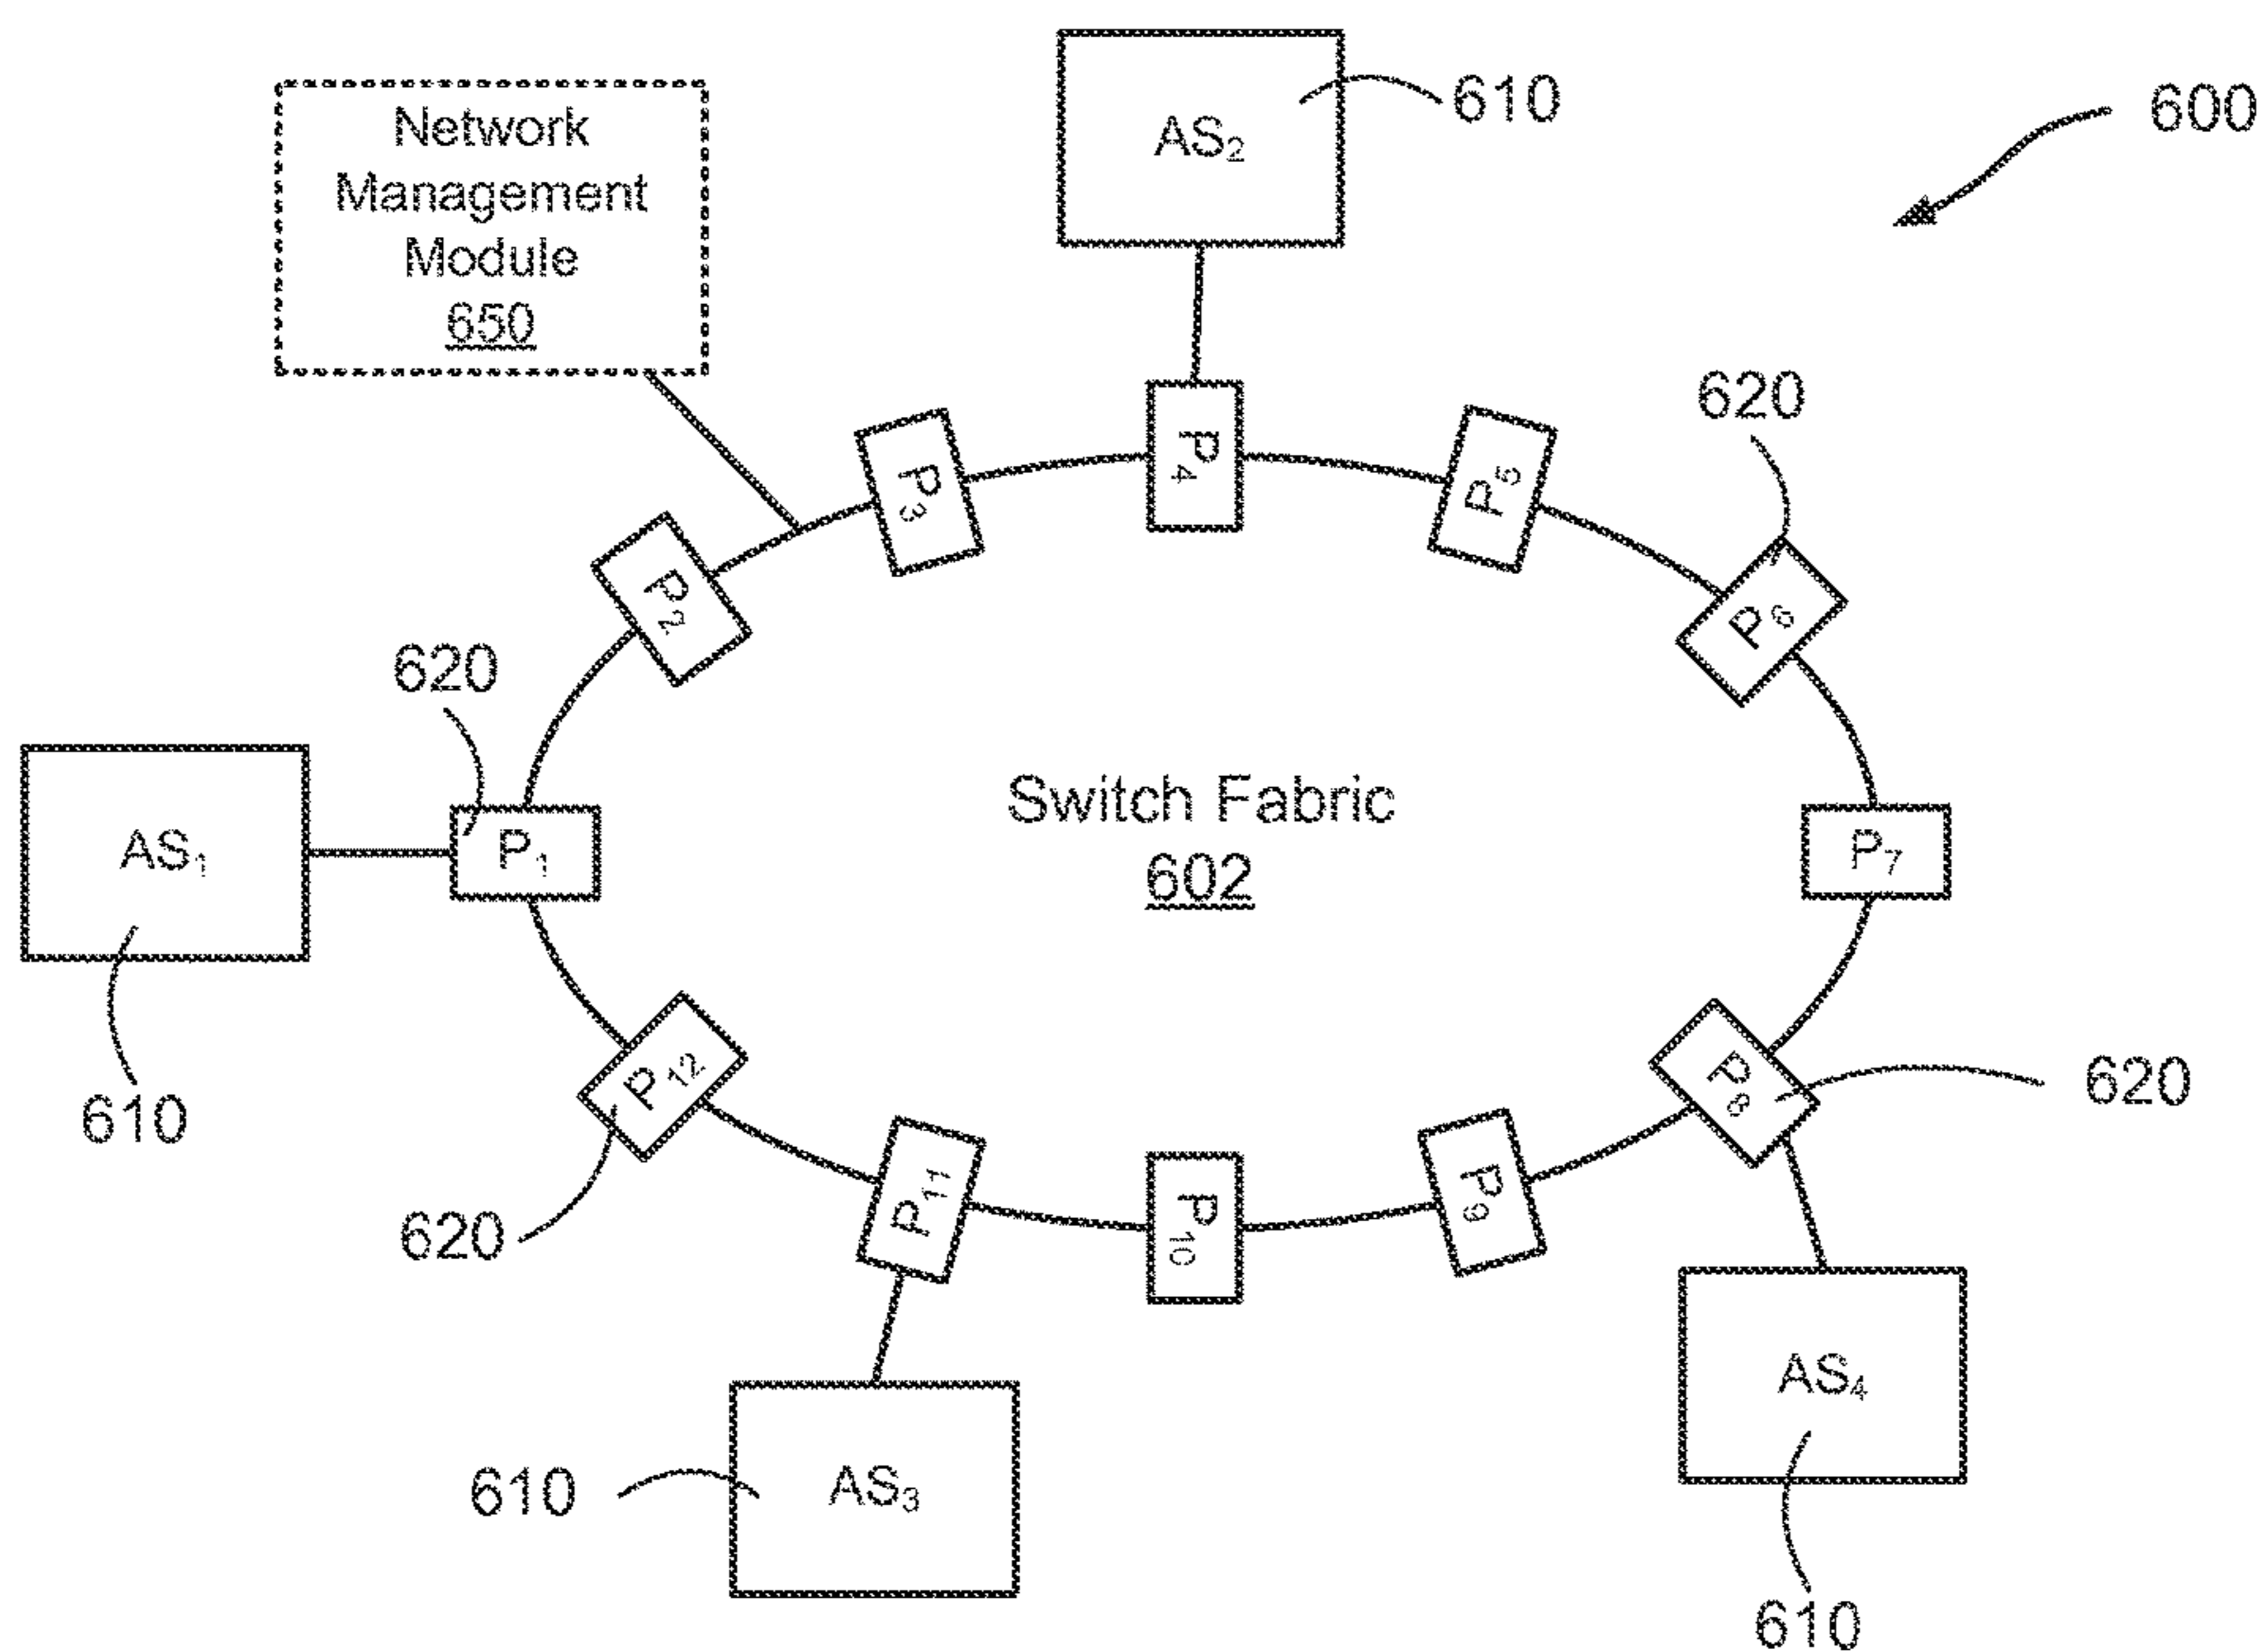 Network
Management
Module
650
AS₂
610
600
620
P₄
P₃
P₅
P₂
P₆
620
Switch Fabric
602
AS₁
P₁
P₇
610
P₁₂
P₈
620
620
P₁₁
P₁₀
P₉
AS₄
610
AS₃
610